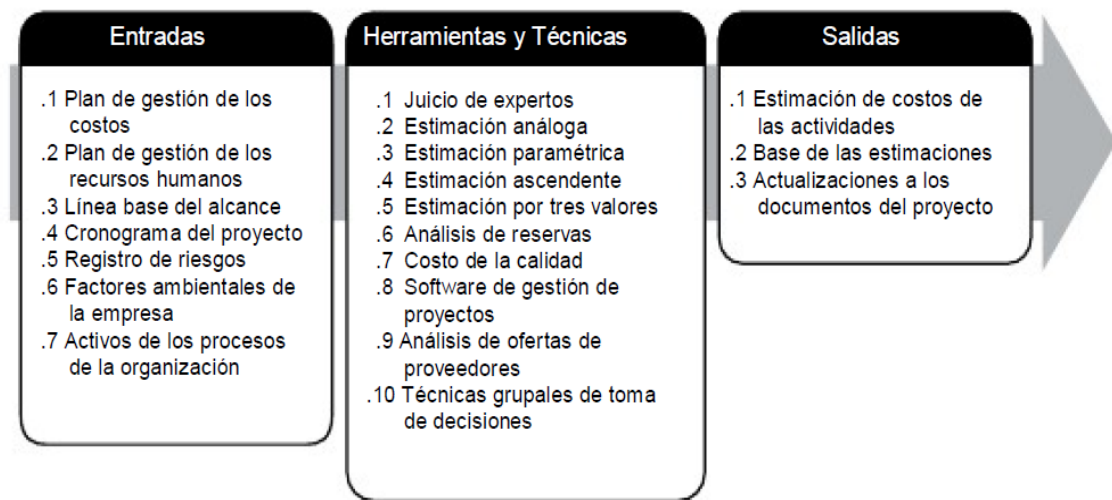 Entradas
.1 Plan de gestión de los
costos
.2 Plan de gestión de los
recursos humanos
.3 Línea base del alcance
.4 Cronograma del proyecto
.5 Registro de riesgos
.6 Factores ambientales de
la empresa
.7 Activos de los procesos
de la organización
Herramientas y Técnicas
.1 Juicio de expertos
.2 Estimación análoga
.3 Estimación paramétrica
.4 Estimación ascendente
.5 Estimación por tres valores
.6 Análisis de reservas
.7 Costo de la calidad
.8 Software de gestión de
proyectos
.9 Análisis de ofertas de
proveedores
.10 Técnicas grupales de toma
de decisiones
Salidas
.1 Estimación de costos de
las actividades
.2 Base de las estimaciones
.3 Actualizaciones a los
documentos del proyecto